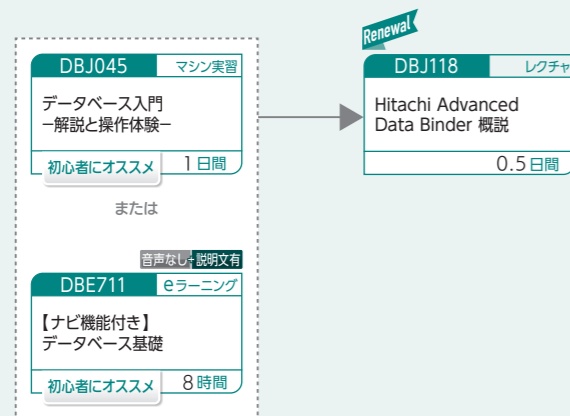 Renewal
DBJ045 マシン実習
データベース入門
−解説と操作体験−
初心者にオススメ 1日間
または
音声なし+説明文有
DBE711 eラーニング
【ナビ機能付き】
データベース基礎
初心者にオススメ 8時間
DBJ118 レクチャ
Hitachi Advanced
Data Binder 概説
0.5日間